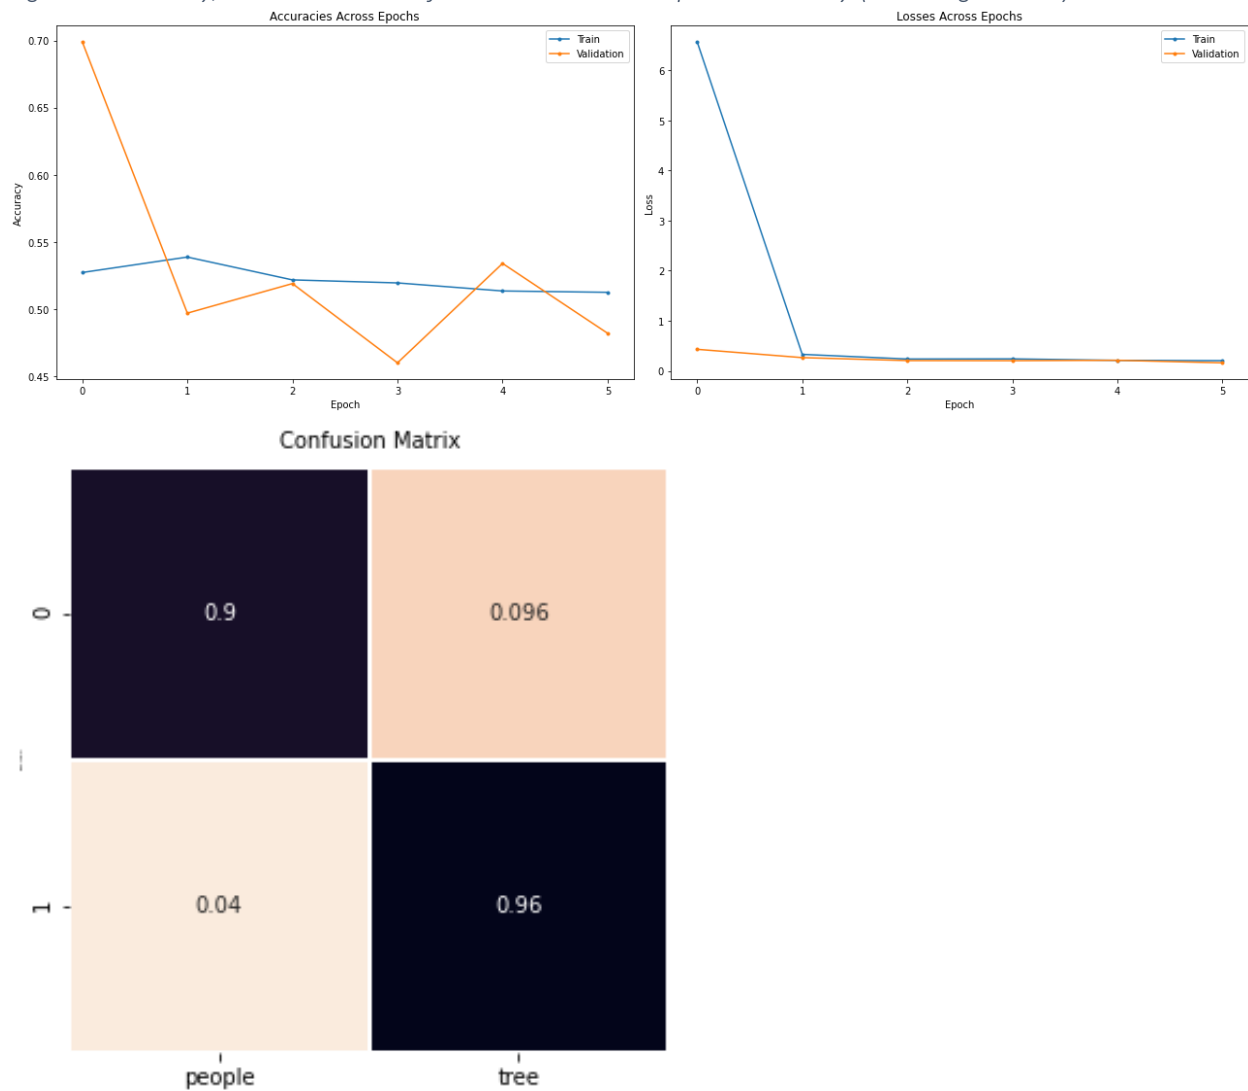 Accuracies Across Epochs
Train
Validation
0.70
0.65
0.60
0.55
0.50
0.45
Accuracy
0 1 2 3 4 5
Epoch
Losses Across Epochs
Train
Validation
6
5
4
3
2
1
0
Loss
0 1 2 3 4 5
Epoch
Confusion Matrix
0
0.9 0.096
1
0.04 0.96
people tree